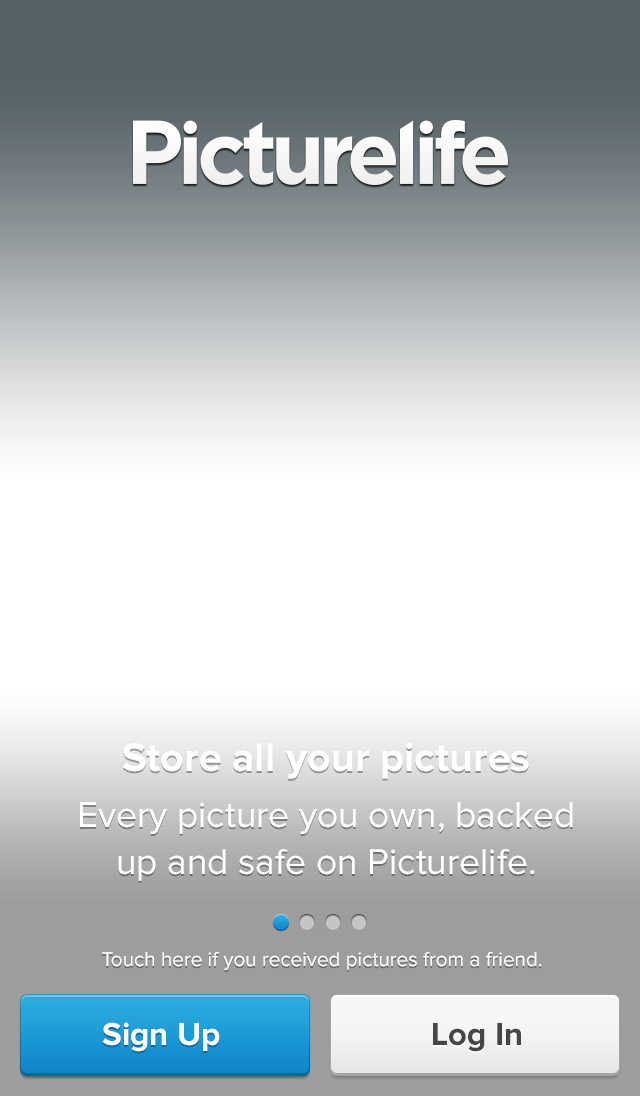 Picturelife
Store all your pictures
Every picture you own, backed
up and safe on Picturelife.
Touch here if you received pictures from a friend.
Sign Up
Log In